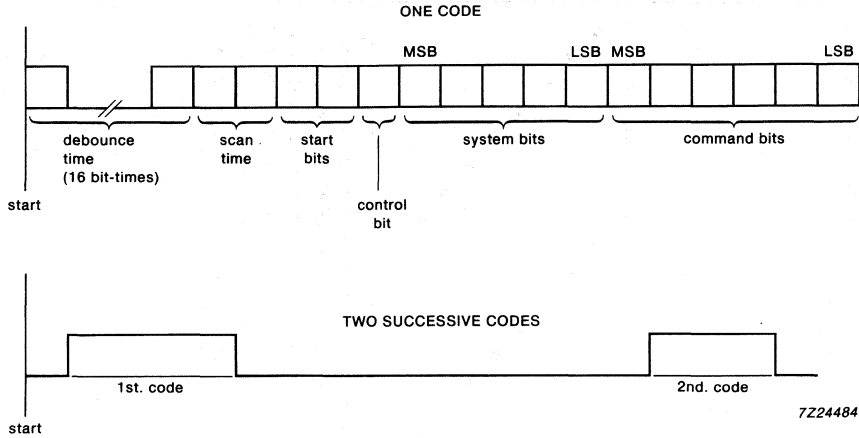 ONE CODE
MSB LSB MSB LSB
debounce
time
(16 bit-times)
scan
time
start
bits
control
bit
system bits
command bits
start
TWO SUCCESSIVE CODES
1st. code
2nd. code
start
7Z24484